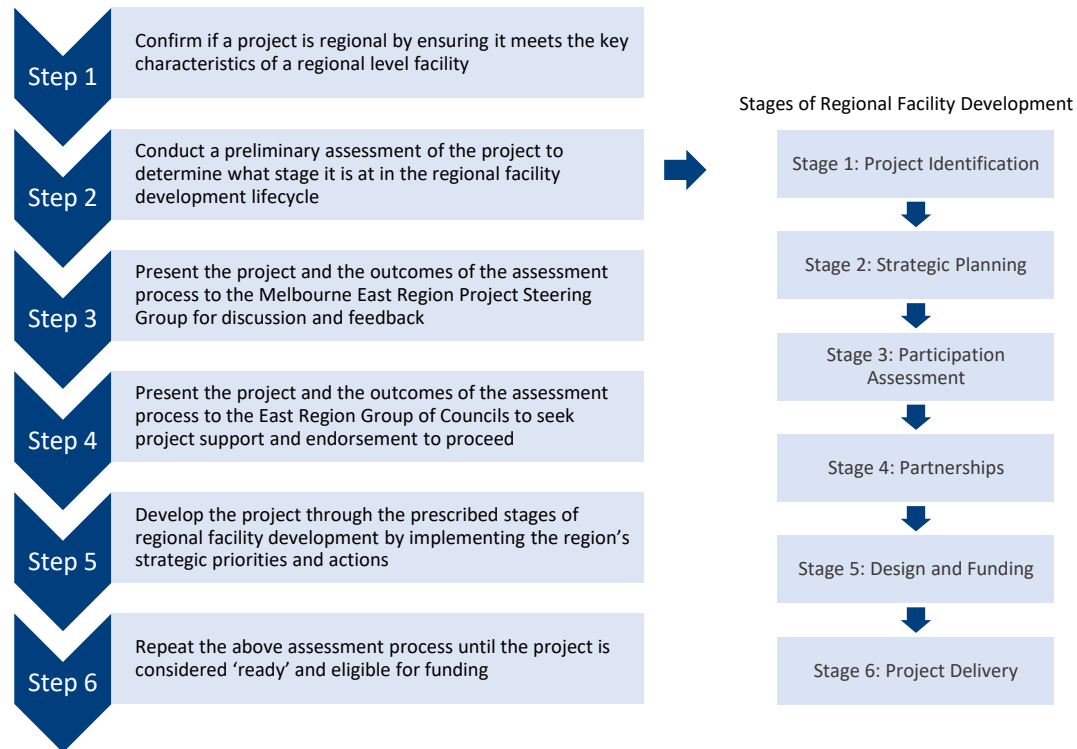 Step 1
Confirm if a project is regional by ensuring it meets the key
characteristics of a regional level facility
Step 2
Conduct a preliminary assessment of the project to
determine what stage it is at in the regional facility
development lifecycle
Step 3
Present the project and the outcomes of the assessment
process to the Melbourne East Region Project Steering
Group for discussion and feedback
Step 4
Present the project and the outcomes of the assessment
process to the East Region Group of Councils to seek
project support and endorsement to proceed
Step 5
Develop the project through the prescribed stages of
regional facility development by implementing the region’s
strategic priorities and actions
Step 6
Repeat the above assessment process until the project is
considered ‘ready’ and eligible for funding
Stages of Regional Facility Development
Stage 1: Project Identification
Stage 2: Strategic Planning
Stage 3: Participation
Assessment
Stage 4: Partnerships
Stage 5: Design and Funding
Stage 6: Project Delivery